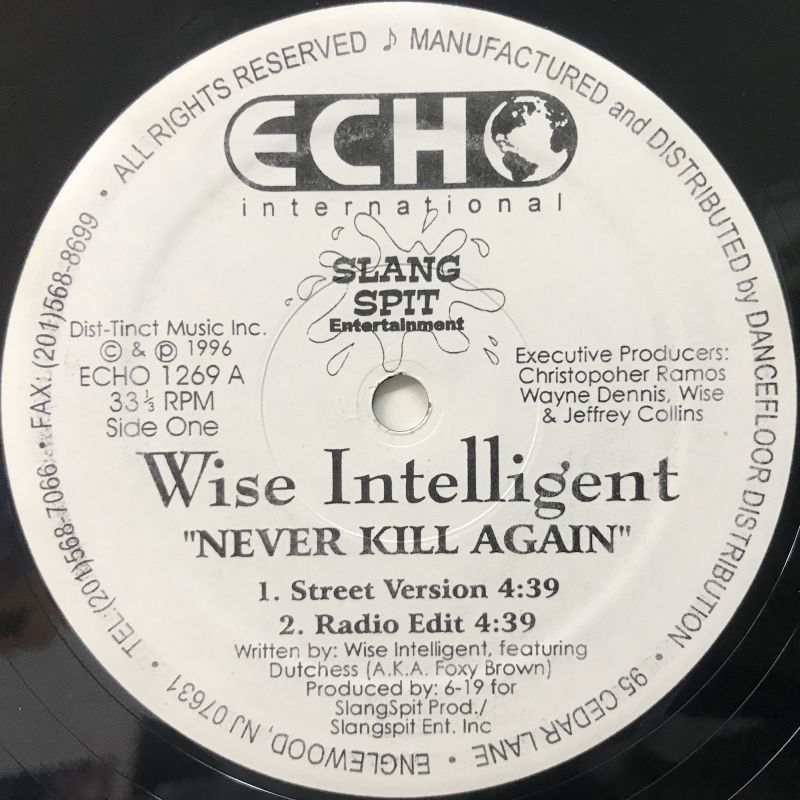 ALL RIGHTS RESERVED ♪ MANUFACTURED and DISTRIBUTED by DANCEFLOOR DISTRIBUTION • 95 CEDAR LANE • ENGLEWOOD, NJ 07631 • TEL:(201)568-7066 • FAX: (201)568-8699 •
ECHO
international
SLANG
SPIT
Entertainment
Dist-Tinct Music Inc.
© & ℗ 1996
ECHO 1269 A
33 ⅓ RPM
Side One
Executive Producers:
Christopoher Ramos
Wayne Dennis, Wise
& Jeffrey Collins
Wise Intelligent
"NEVER KILL AGAIN"
1. Street Version 4:39
2. Radio Edit 4:39
Written by: Wise Intelligent, featuring
Dutchess (A.K.A. Foxy Brown)
Produced by: 6-19 for
SlangSpit Prod./
Slangspit Ent. Inc